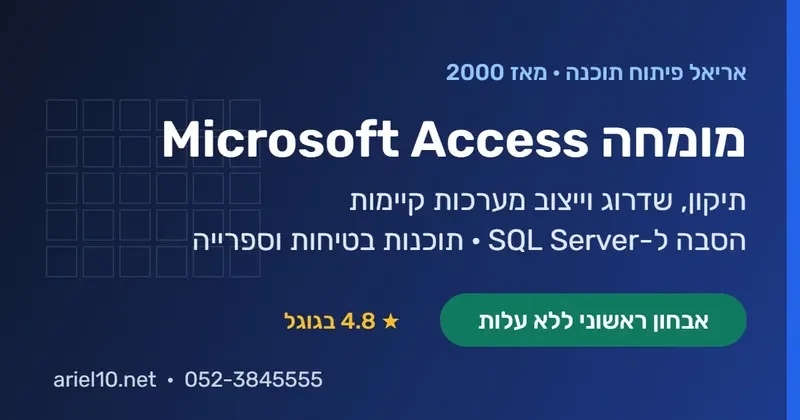 אריאל פיתוח תוכנה • מאז 2000
מומחה Microsoft Access
תיקון, שדרוג וייצוב מערכות קיימות
הסבה ל-SQL Server • תוכנות בטיחות וספרייה
אבחון ראשוני ללא עלות
★ 4.8 בגוגל
ariel10.net • 052-3845555